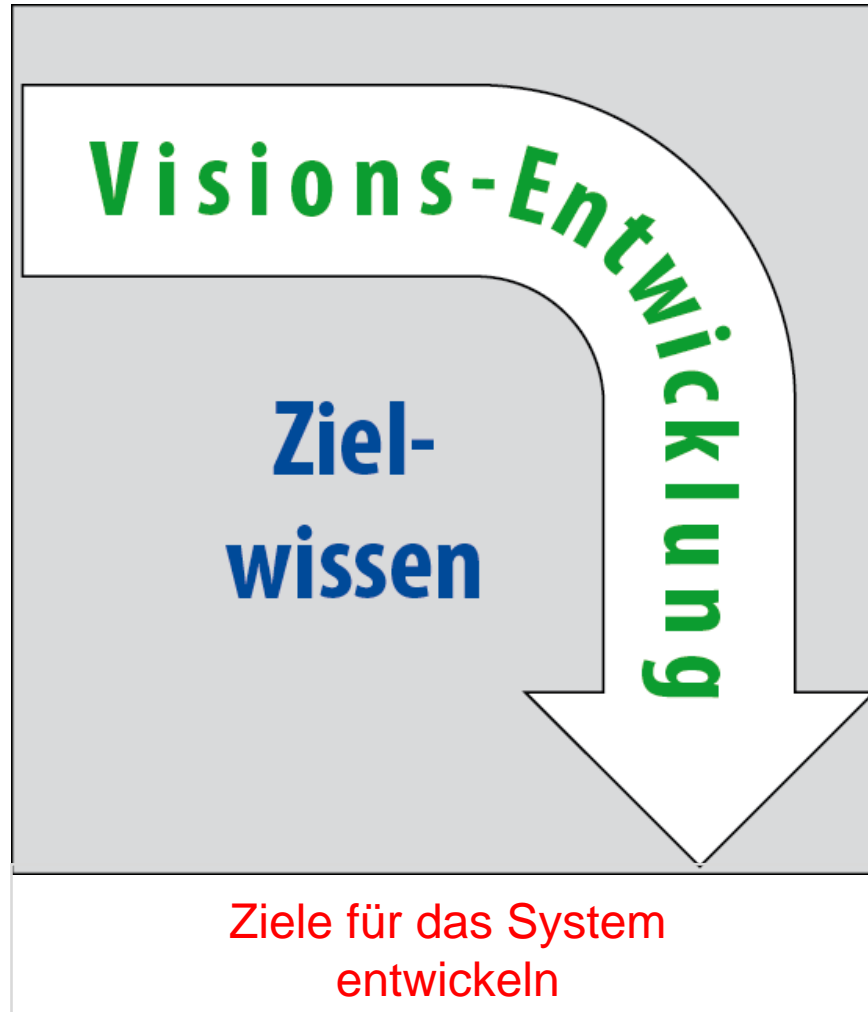 Visions-Entwicklung
Ziel-
wissen
Ziele für das System
entwickeln